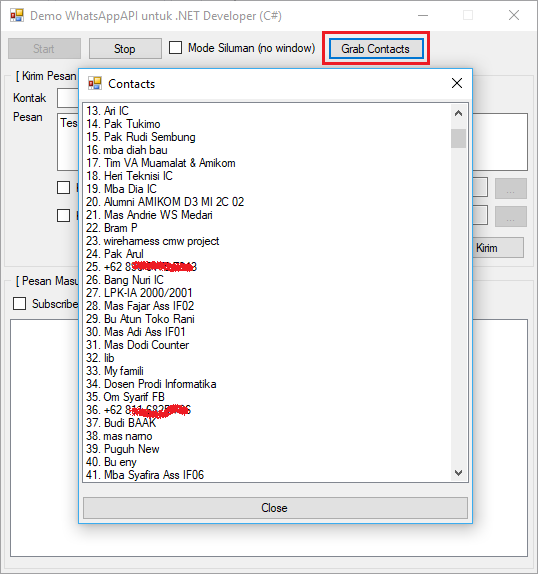 Demo WhatsAppAPI untuk .NET Developer (C#)
Start
Stop
Mode Siluman (no window)
Grab Contacts
[ Kirim Pesan
Kontak
Pesan
Tes
...
...
Kirim
[ Pesan Masu
Subscribe
Contacts
13. Ari IC
14. Pak Tukimo
15. Pak Rudi Sembung
16. mba diah bau
17. Tim VA Muamalat & Amikom
18. Heri Teknisi IC
19. Mba Dia IC
20. Alumni AMIKOM D3 MI 2C 02
21. Mas Andrie WS Medari
22. Bram P
23. wireharness cmw project
24. Pak Arul
25. +62
26. Bang Nuri IC
27. LPK-IA 2000/2001
28. Mas Fajar Ass IF02
29. Bu Atun Toko Rani
30. Mas Adi Ass IF01
31. Mas Dodi Counter
32. lib
33. My famili
34. Dosen Prodi Informatika
35. Om Syarif FB
36. +62
37. Budi BAAK
38. mas narno
39. Puguh New
40. Bu eny
41. Mba Syafira Ass IF06
Close